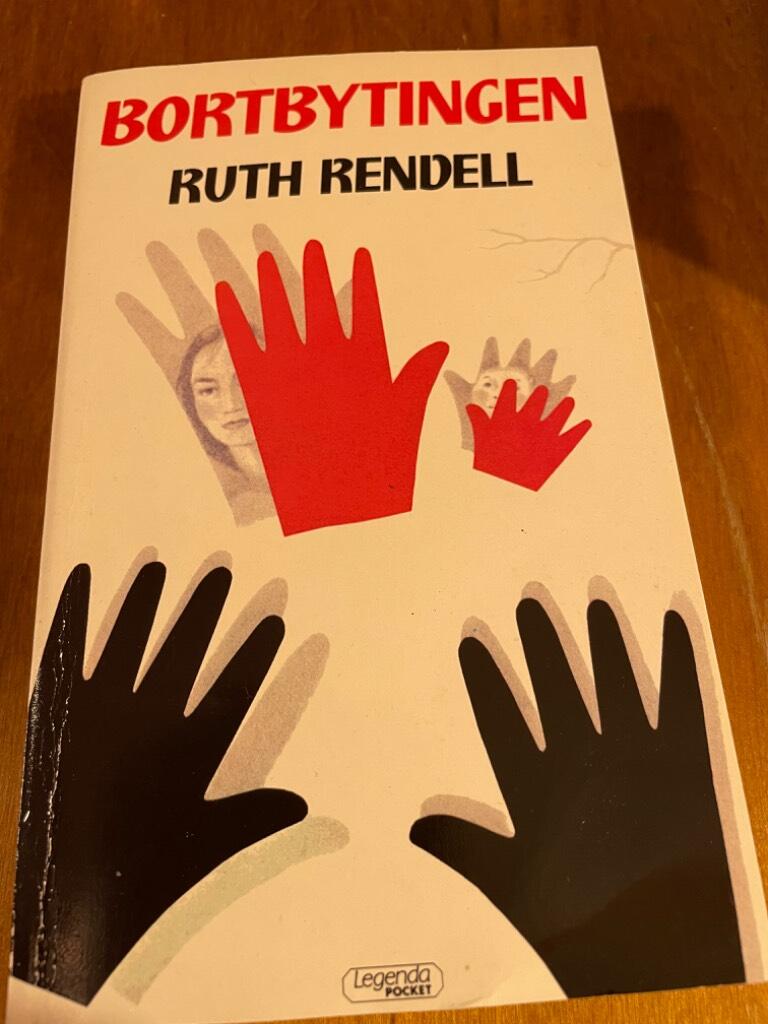 BORTBYTINGEN
RUTH RENDELL
Legenda
POCKET